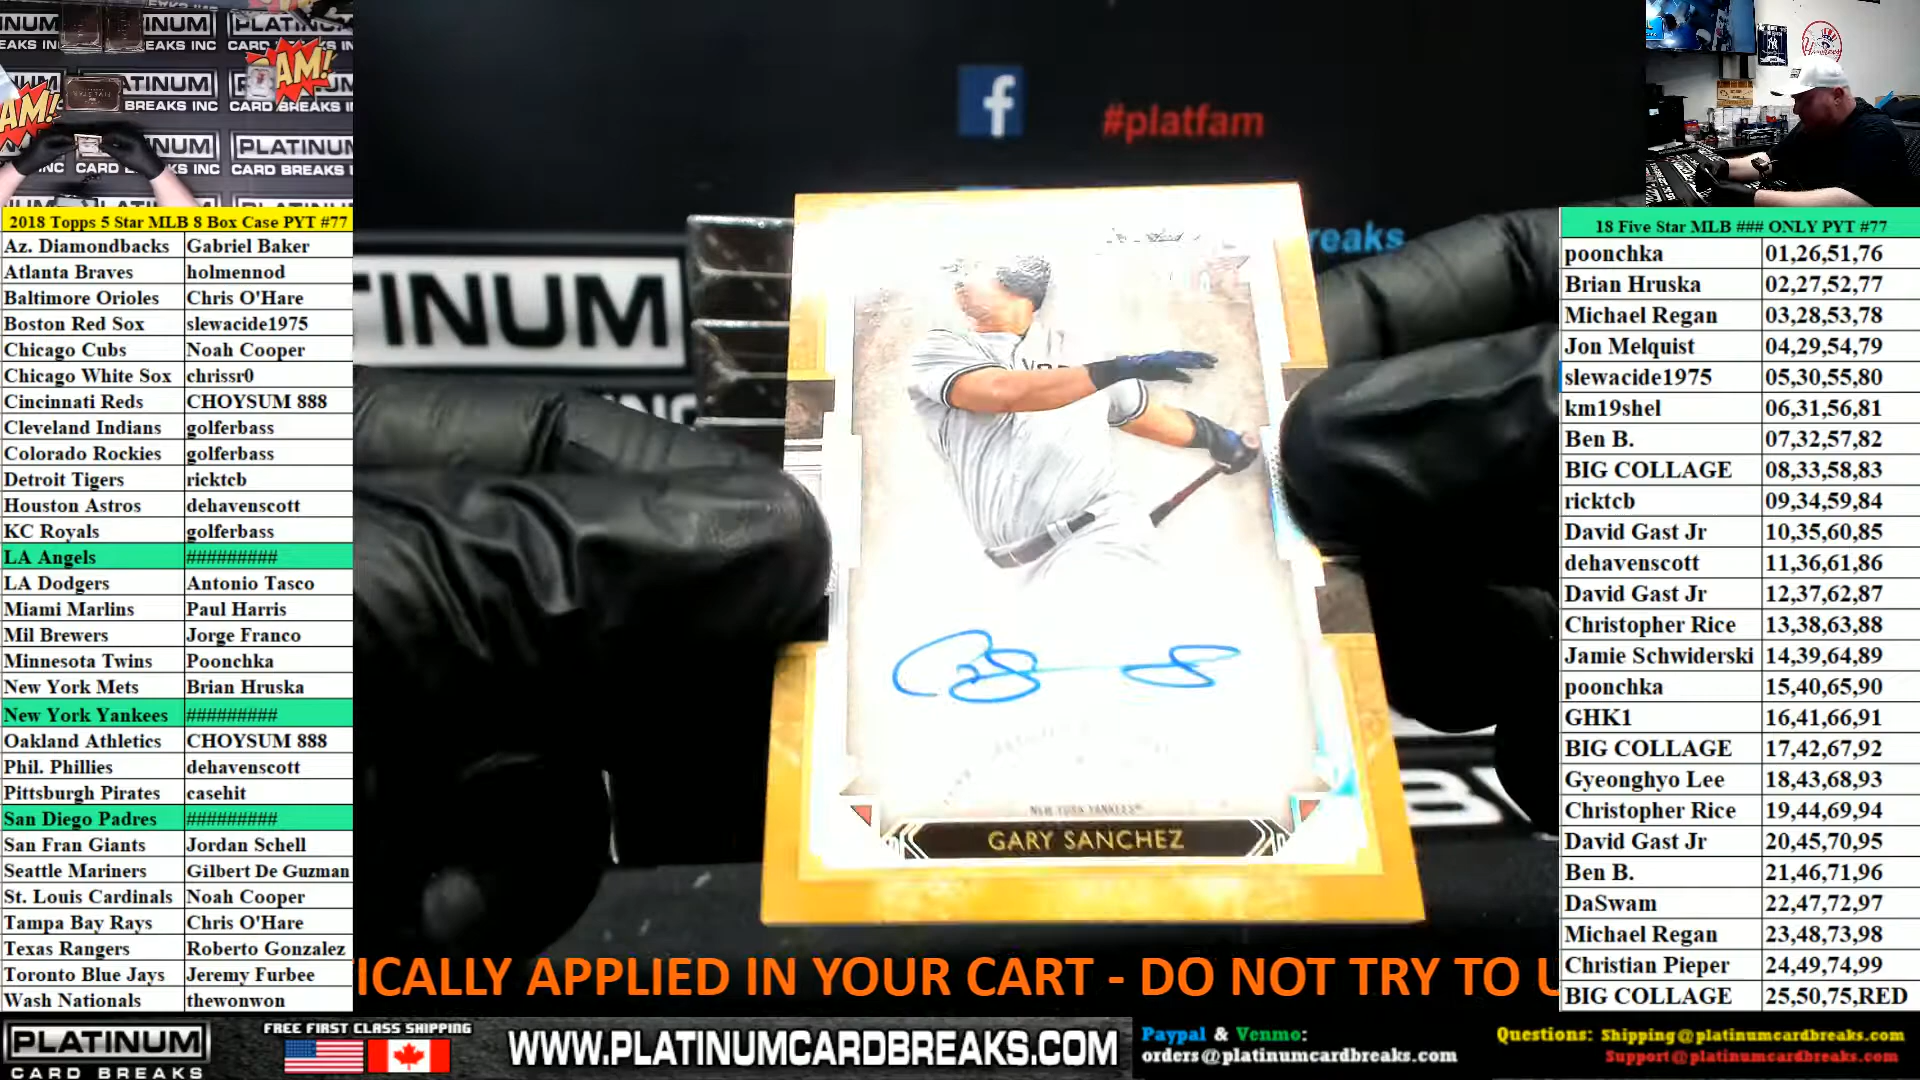 PLATINUM
CARD BREAKS INC
AM!
BREAKS INC
CARD BREAKS INC
#platfam
reaks
TINUM
GARY SANCHEZ
NEW YORK YANKEES
2018 Topps 5 Star MLB 8 Box Case PYT #77
Az. Diamondbacks Gabriel Baker
Atlanta Braves holmennod
Baltimore Orioles Chris O'Hare
Boston Red Sox slewacide1975
Chicago Cubs Noah Cooper
Chicago White Sox chrissr0
Cincinnati Reds CHOYSUM 888
Cleveland Indians golferbass
Colorado Rockies golferbass
Detroit Tigers ricktcb
Houston Astros dehavenscott
KC Royals golferbass
LA Angels #########
LA Dodgers Antonio Tasco
Miami Marlins Paul Harris
Mil Brewers Jorge Franco
Minnesota Twins Poonchka
New York Mets Brian Hruska
New York Yankees #########
Oakland Athletics CHOYSUM 888
Phil. Phillies dehavenscott
Pittsburgh Pirates casehit
San Diego Padres #########
San Fran Giants Jordan Schell
Seattle Mariners Gilbert De Guzman
St. Louis Cardinals Noah Cooper
Tampa Bay Rays Chris O'Hare
Texas Rangers Roberto Gonzalez
Toronto Blue Jays Jeremy Furbee
Wash Nationals thewonwon
18 Five Star MLB ### ONLY PYT #77
poonchka 01,26,51,76
Brian Hruska 02,27,52,77
Michael Regan 03,28,53,78
Jon Melquist 04,29,54,79
slewacide1975 05,30,55,80
km19shel 06,31,56,81
Ben B. 07,32,57,82
BIG COLLAGE 08,33,58,83
ricktcb 09,34,59,84
David Gast Jr 10,35,60,85
dehavenscott 11,36,61,86
David Gast Jr 12,37,62,87
Christopher Rice 13,38,63,88
Jamie Schwiderski 14,39,64,89
poonchka 15,40,65,90
GHK1 16,41,66,91
BIG COLLAGE 17,42,67,92
Gyeonghyo Lee 18,43,68,93
Christopher Rice 19,44,69,94
David Gast Jr 20,45,70,95
Ben B. 21,46,71,96
DaSwam 22,47,72,97
Michael Regan 23,48,73,98
Christian Pieper 24,49,74,99
BIG COLLAGE 25,50,75,RED
ICALLY APPLIED IN YOUR CART - DO NOT TRY TO U
PLATINUM
CARD BREAKS
FREE FIRST CLASS SHIPPING
WWW.PLATINUMCARDBREAKS.COM
Paypal & Venmo:
orders@platinumcardbreaks.com
Questions: Shipping@platinumcardbreaks.com
Support@platinumcardbreaks.com